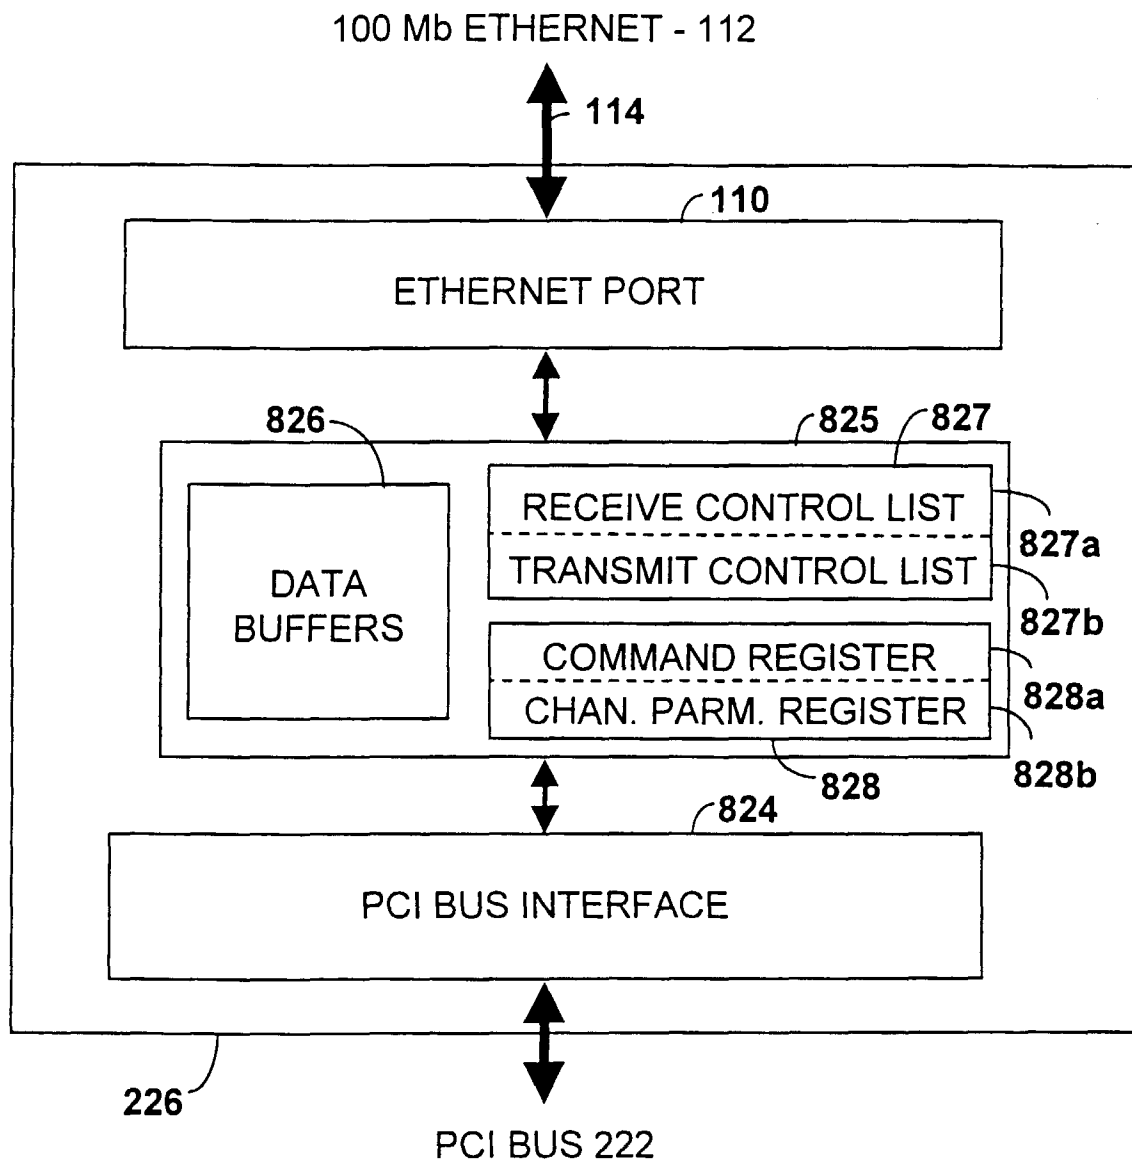 100 Mb ETHERNET - 112
114
110
ETHERNET PORT
826
825
827
DATA
BUFFERS
RECEIVE CONTROL LIST
827a
TRANSMIT CONTROL LIST
827b
COMMAND REGISTER
828a
CHAN. PARM. REGISTER
828b
828
824
PCI BUS INTERFACE
226
PCI BUS 222